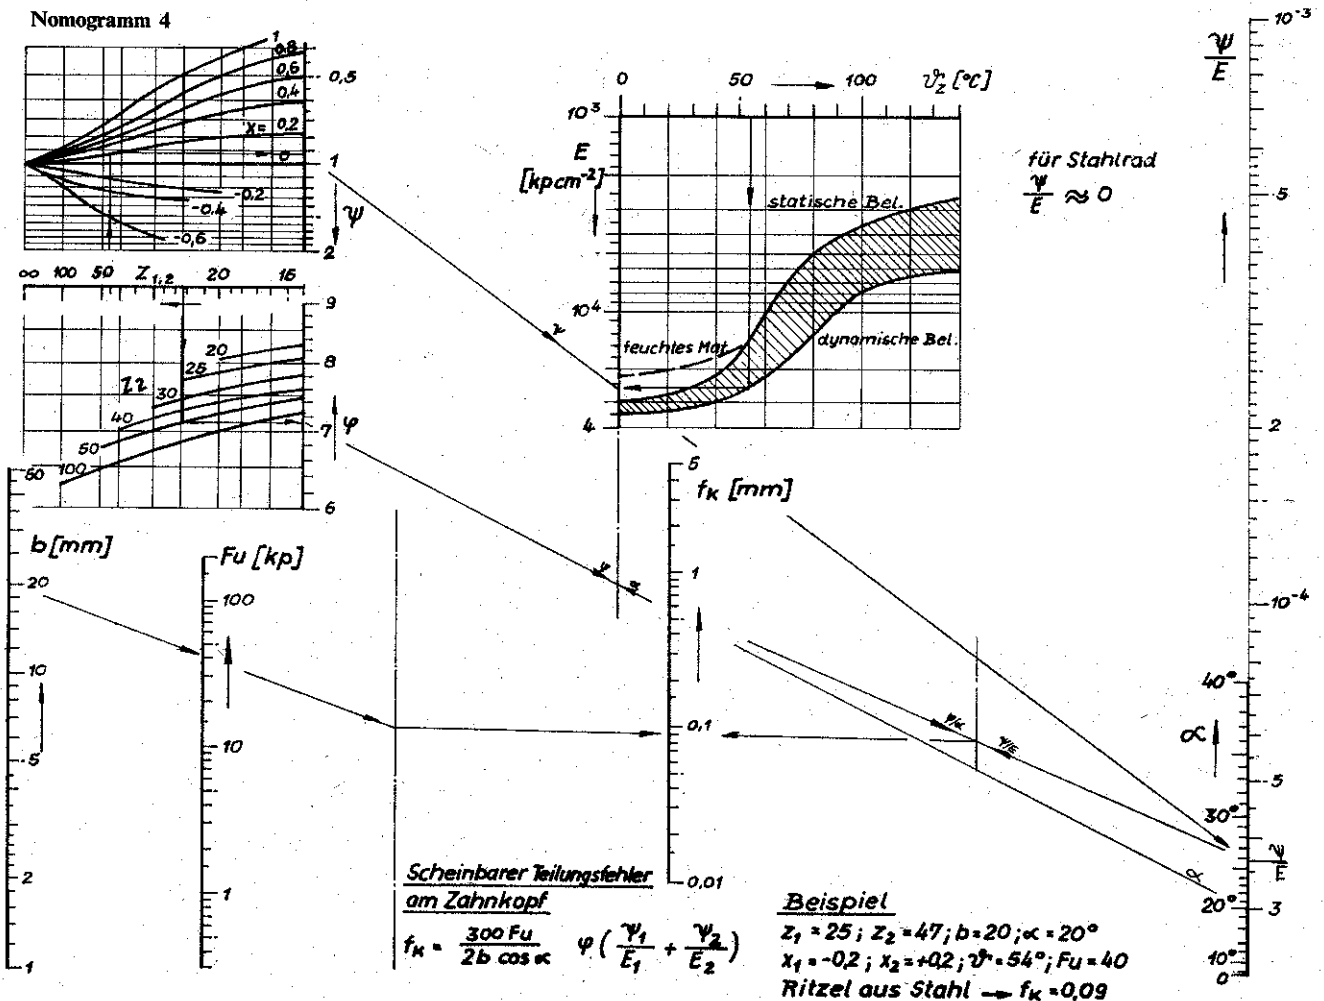 Nomogramm 4
1
0,8
0,6
0,4
x= 0,2
0
-0,2
-0,4
-0,6
0,5
1
ψ
2
∞ 100 50 Z1,2 20 15
9
8
7
φ
6
20
25
Z2
30
40
50
100
0 50 100 ϑz [°C]
10³
E
[kpcm⁻²]
10⁴
4
statische Bel.
feuchtes Mat.
dynamische Bel.
für Stahlrad
ψ/E ≈ 0
ψ/E
10⁻³
5
2
10⁻⁴
5
3
ψ/E
40°
α
30°
20°
10°
0
50
b [mm]
20
10
5
2
1
Fu [kp]
100
10
1
5
fK [mm]
1
0,1
0,01
ψ
α
φ/α
ψ/E
α
Scheinbarer Teilungsfehler
am Zahnkopf
fK = 300 Fu / 2b cos α φ ( ψ1/E1 + ψ2/E2 )
Beispiel
z1 = 25 ; z2 = 47 ; b = 20 ; α = 20°
x1 = -0,2 ; x2 = +0,2 ; ϑ = 54° ; Fu = 40
Ritzel aus Stahl → fK = 0,09